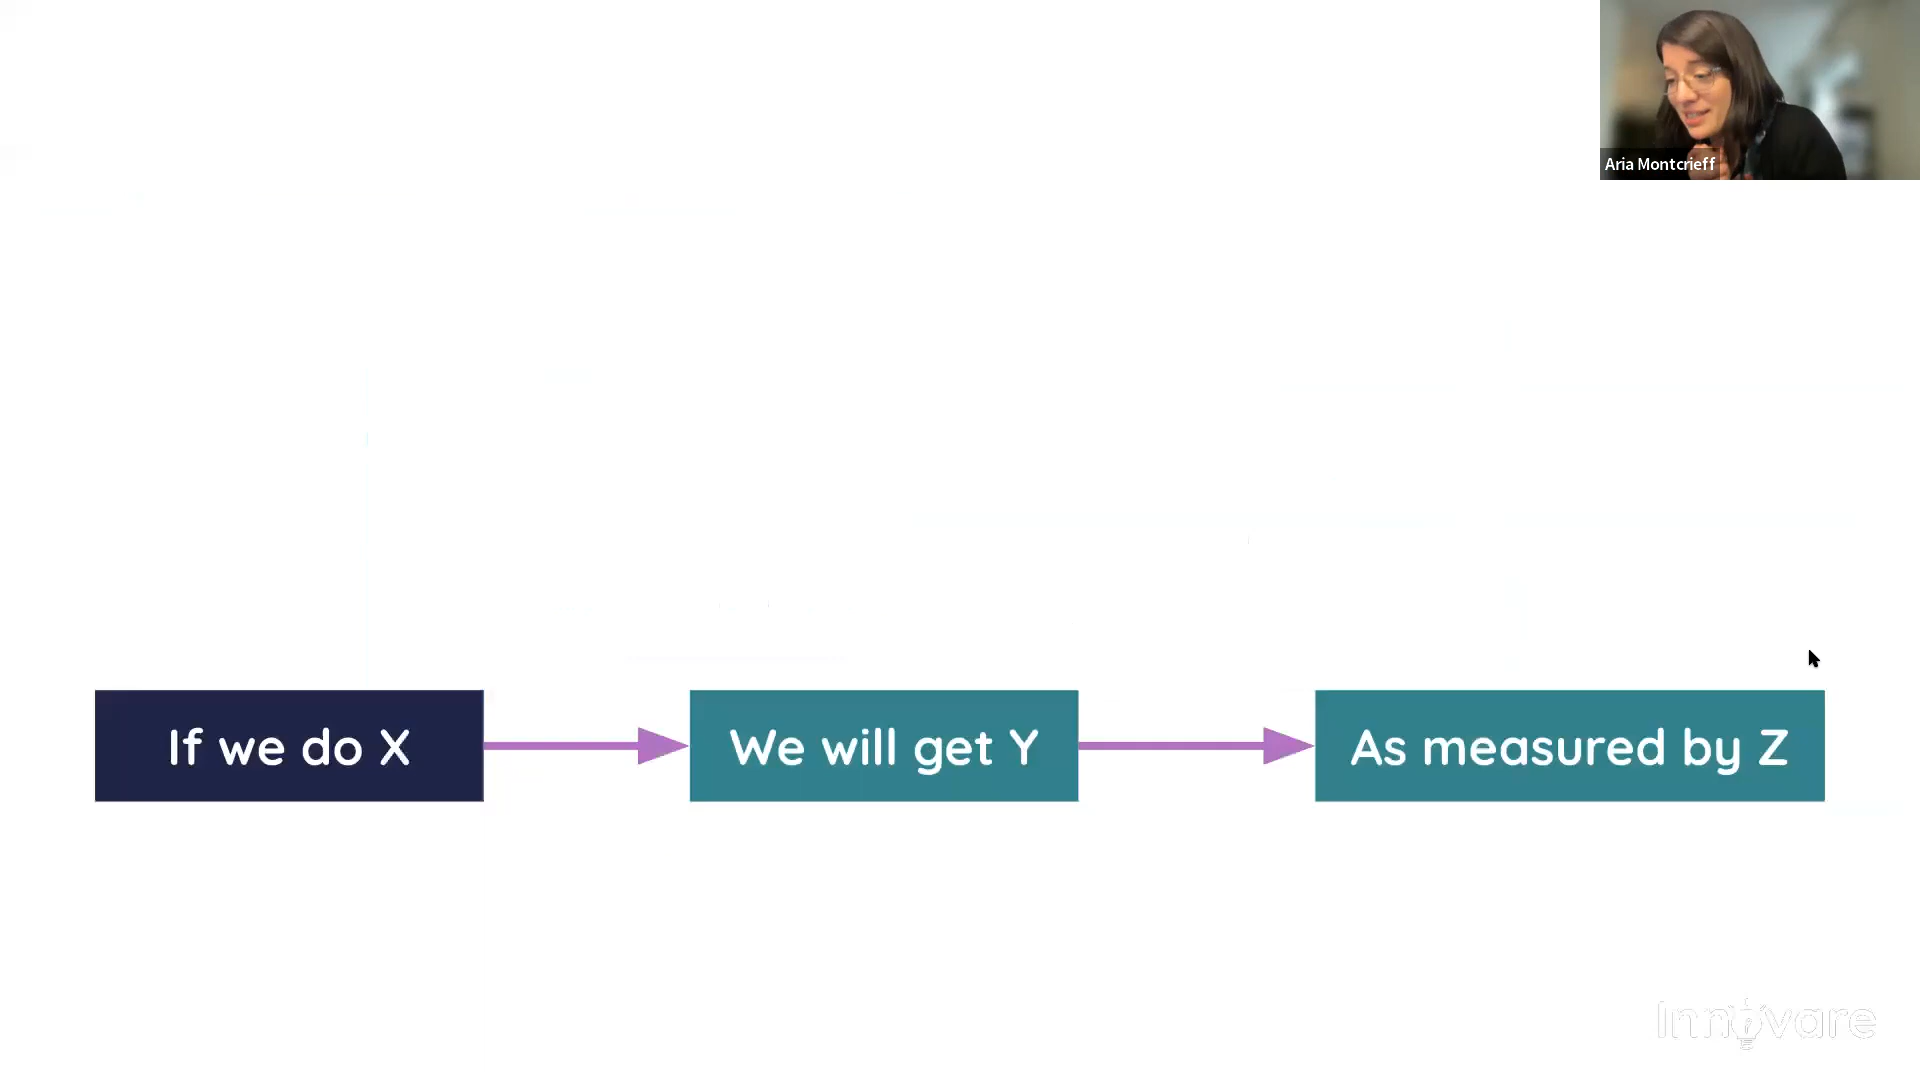 Aria Montcrieff
If we do X
We will get Y
As measured by Z
Innovare